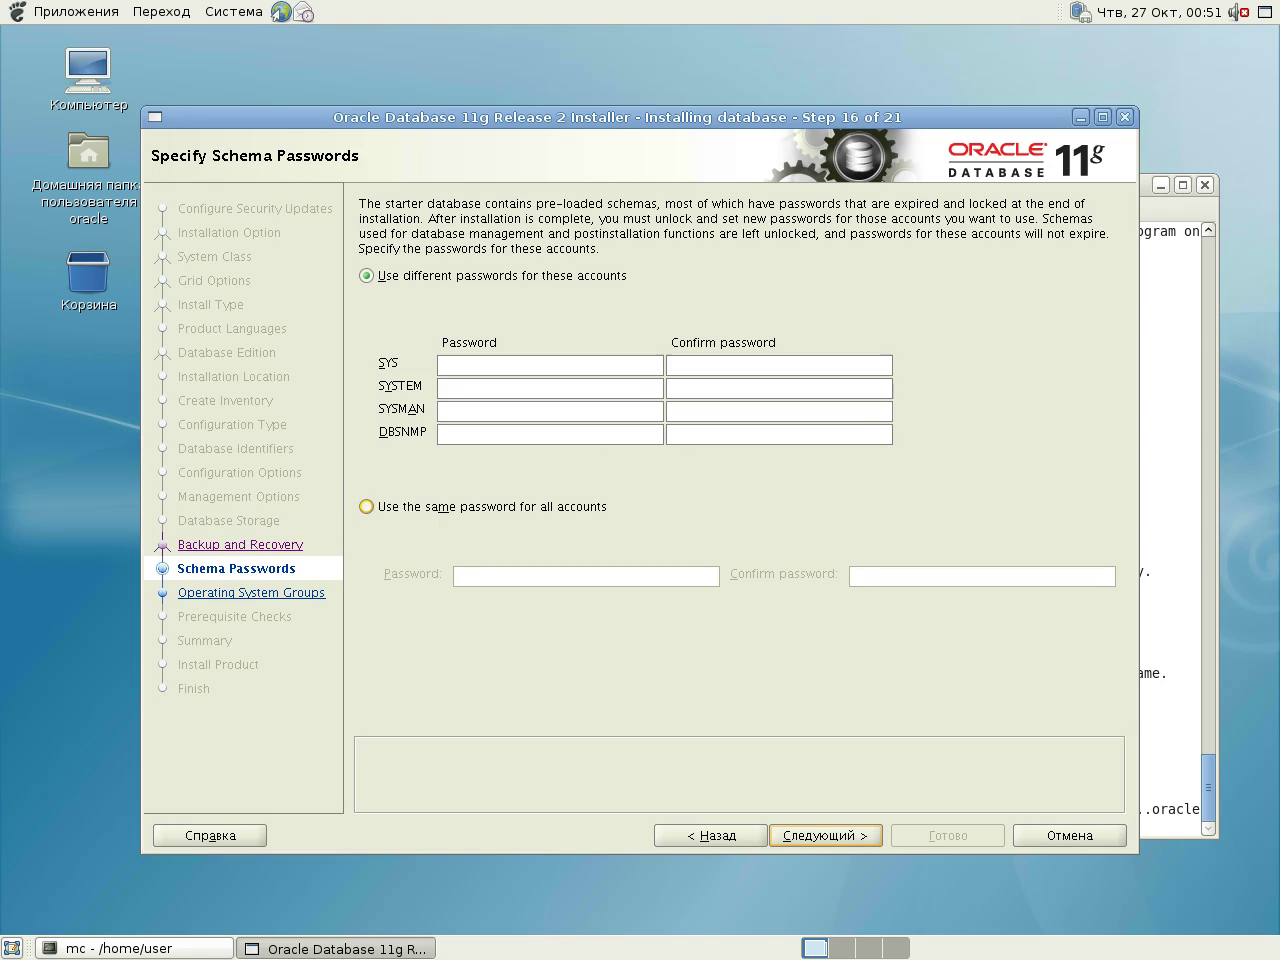 Приложения Переход Система
Чтв, 27 Окт, 00:51
Компьютер
Домашняя папк
пользователя
oracle
Корзина
Oracle Database 11g Release 2 Installer - Installing database - Step 16 of 21
Specify Schema Passwords
ORACLE
DATABASE
11g
Configure Security Updates
Installation Option
System Class
Grid Options
Install Type
Product Languages
Database Edition
Installation Location
Create Inventory
Configuration Type
Database Identifiers
Configuration Options
Management Options
Database Storage
Backup and Recovery
Schema Passwords
Operating System Groups
Prerequisite Checks
Summary
Install Product
Finish
The starter database contains pre-loaded schemas, most of which have passwords that are expired and locked at the end of
installation. After installation is complete, you must unlock and set new passwords for those accounts you want to use. Schemas
used for database management and postinstallation functions are left unlocked, and passwords for these accounts will not expire.
Specify the passwords for these accounts.
Use different passwords for these accounts
Password Confirm password
SYS
SYSTEM
SYSMAN
DBSNMP
Use the same password for all accounts
Password: Confirm password:
Справка
< Назад
Следующий >
Готово
Отмена
ogram on
y.
ame.
..oracle
mc - /home/user
Oracle Database 11g R...